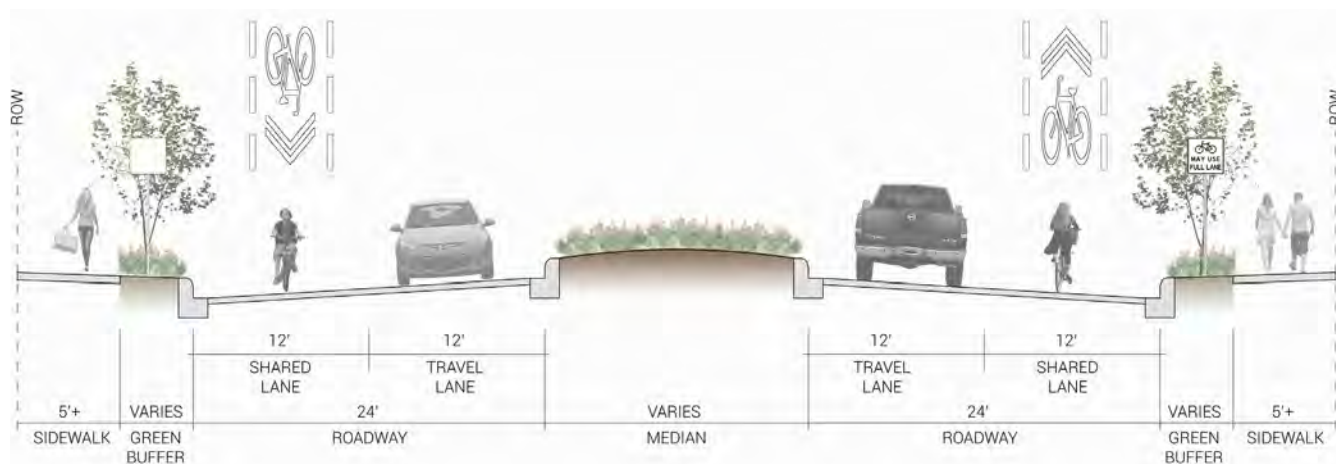 ROW
ROW
MAY USE
FULL LANE
12' 12' 12' 12'
SHARED LANE TRAVEL LANE TRAVEL LANE SHARED LANE
5'+ VARIES 24' VARIES 24' VARIES 5'+
SIDEWALK GREEN BUFFER ROADWAY MEDIAN ROADWAY GREEN BUFFER SIDEWALK